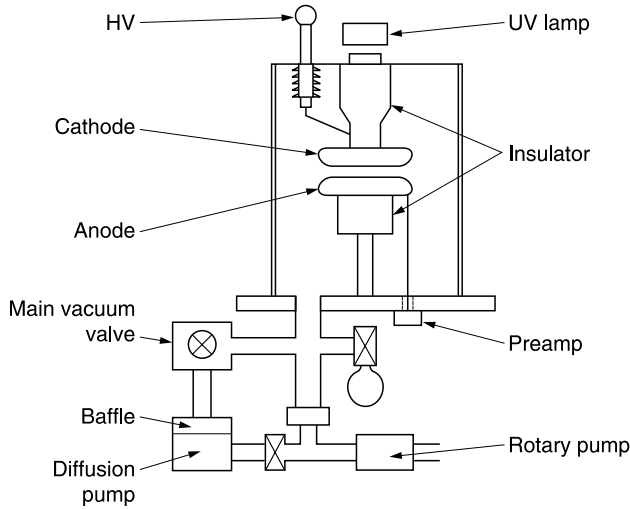 HV
UV lamp
Cathode
Insulator
Anode
Main vacuum
valve
Preamp
Baffle
Rotary pump
Diffusion
pump